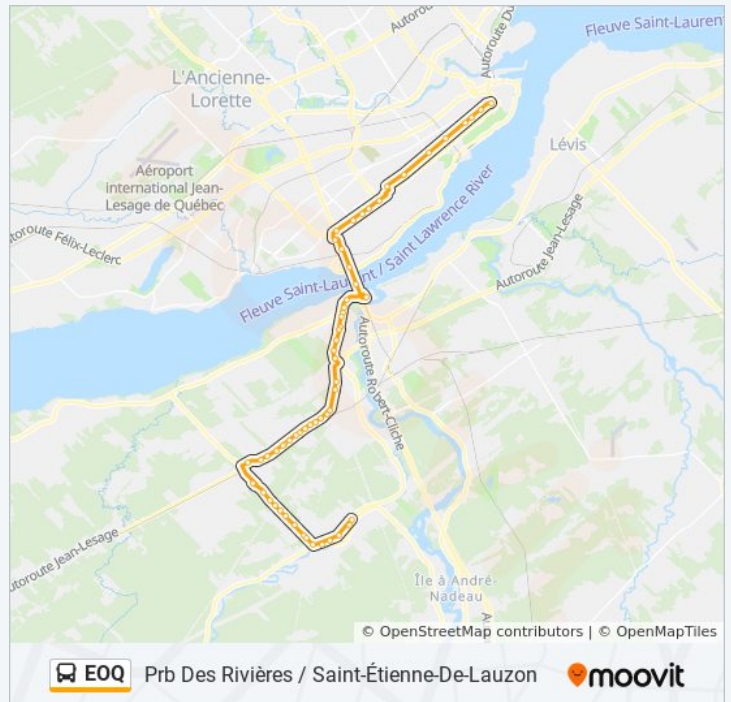 Fleuve Saint-Laurent
Autoroute Du
Autorou
L'Ancienne-
Lorette
Lévis
Aéroport
international Jean-
Lesage de Québec
Autoroute Félix-Leclerc
Fleuve Saint-Laurent / Saint Lawrence River
Autoroute Jean-Lesage
Autoroute Robert-Cliche
Autoroute Jean-Lesage
Île à André-
Nadeau
© OpenStreetMap contributors | © OpenMapTiles
EOQ Prb Des Rivières / Saint-Étienne-De-Lauzon moovit